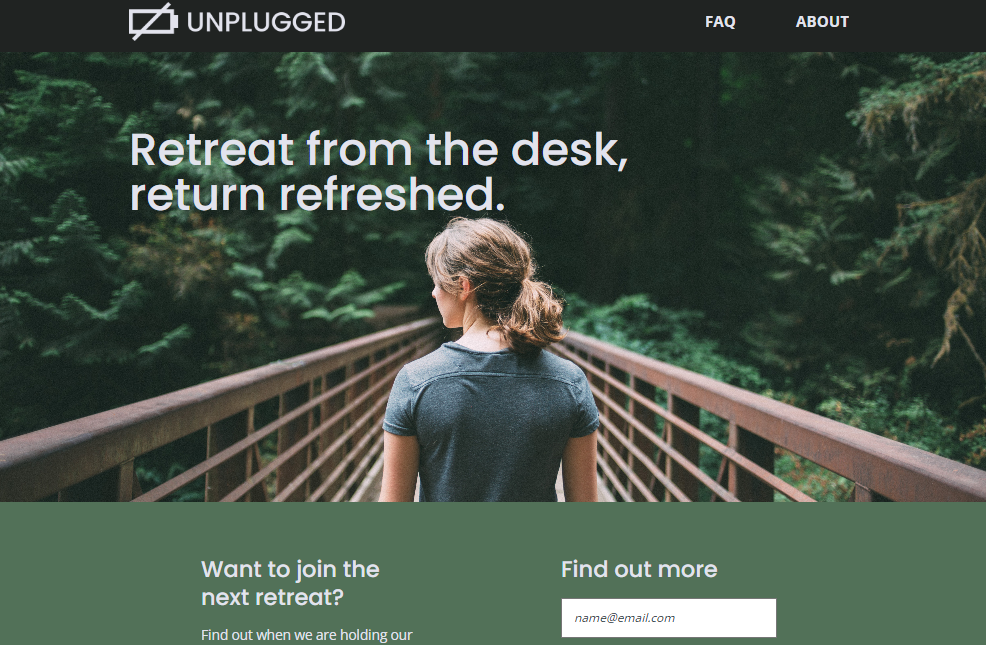 UNPLUGGED
FAQ
ABOUT
Retreat from the desk,
return refreshed.
Want to join the
next retreat?
Find out when we are holding our
Find out more
name@email.com